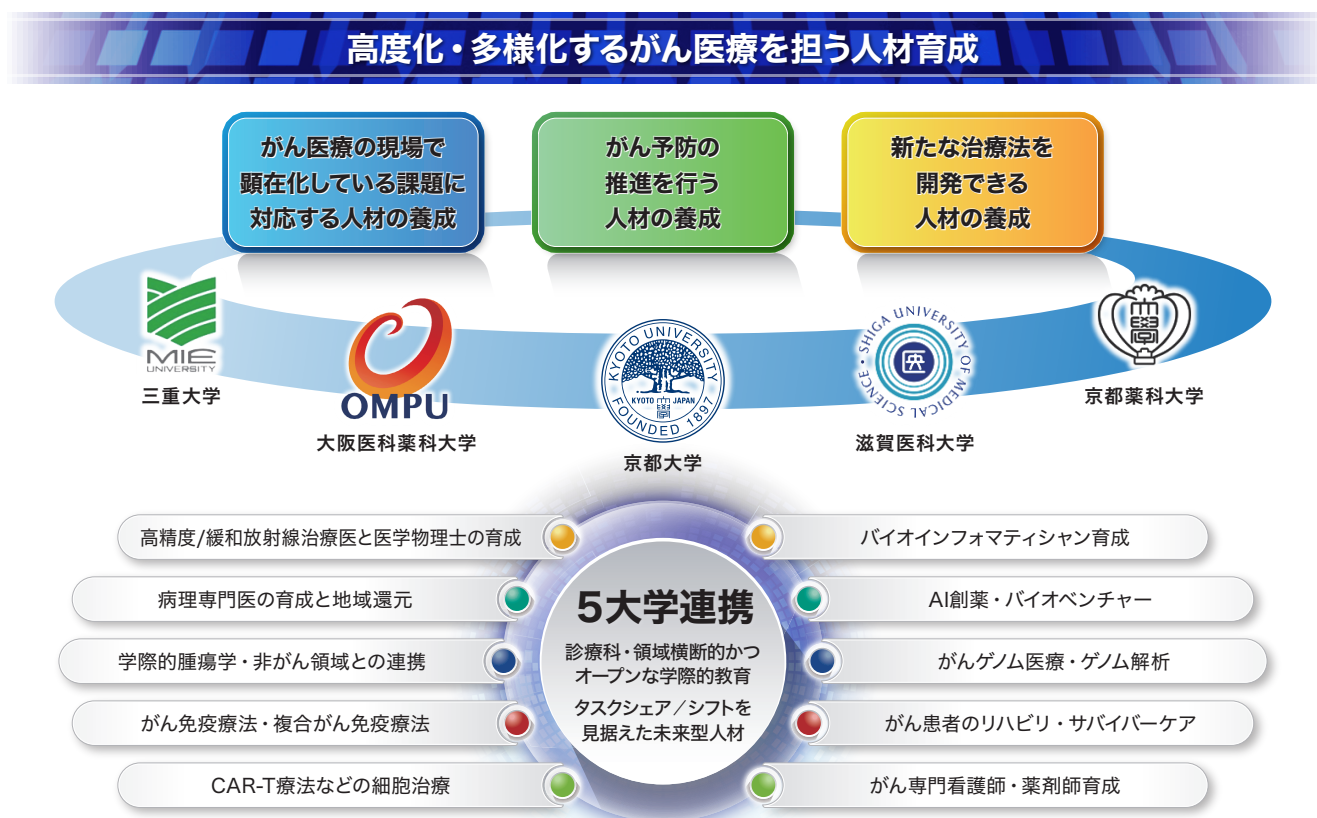 高度化・多様化するがん医療を担う人材育成
がん医療の現場で
顕在化している課題に
対応する人材の養成
がん予防の
推進を行う
人材の養成
新たな治療法を
開発できる
人材の養成
MIE
UNIVERSITY
三重大学
OMPU
大阪医科薬科大学
KYOTO UNIVERSITY
KYOTO JAPAN
FOUNDED 1897
京都大学
SHIGA UNIVERSITY OF MEDICAL SCIENCE
医
滋賀医科大学
京都薬科大学
高精度/緩和放射線治療医と医学物理士の育成
病理専門医の育成と地域還元
学際的腫瘍学・非がん領域との連携
がん免疫療法・複合がん免疫療法
CAR-T療法などの細胞治療
5大学連携
診療科・領域横断的かつ
オープンな学際的教育
タスクシェア／シフトを
見据えた未来型人材
バイオインフォマティシャン育成
AI創薬・バイオベンチャー
がんゲノム医療・ゲノム解析
がん患者のリハビリ・サバイバーケア
がん専門看護師・薬剤師育成